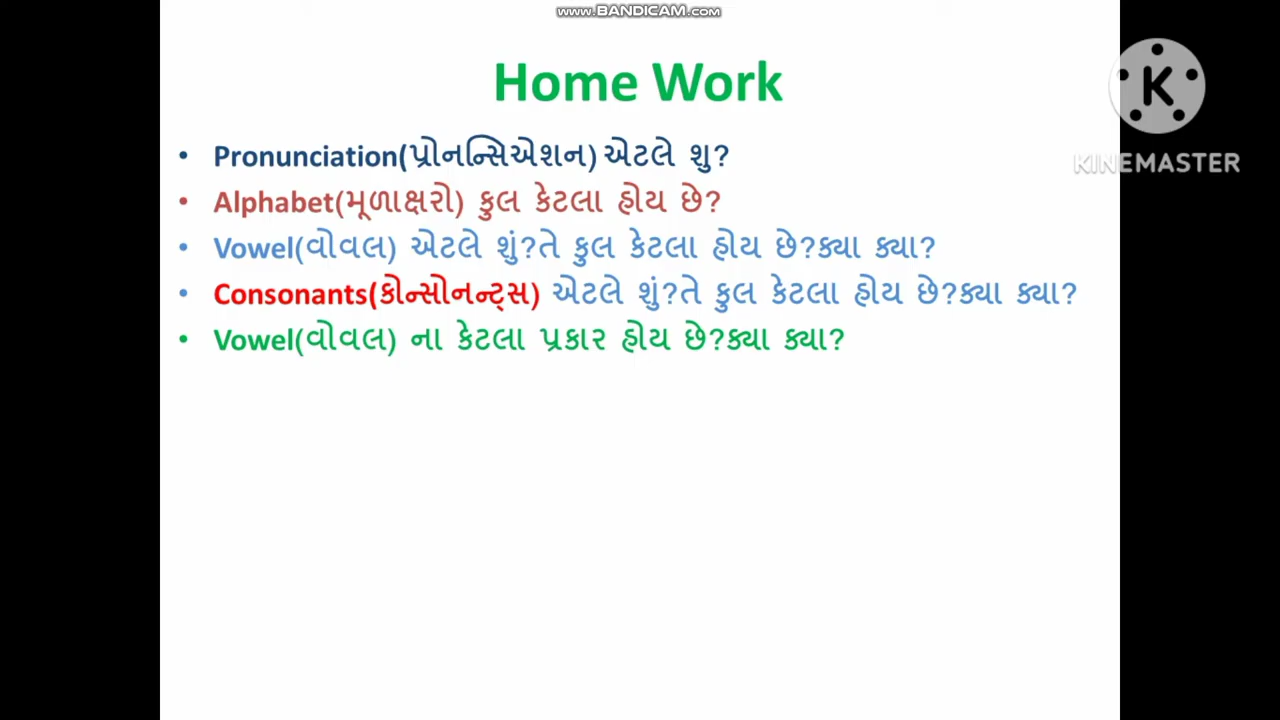 www.BANDICAM.com
Home Work
• Pronunciation(પ્રોનન્સિએશન) એટલે શુ?
• Alphabet(મૂળાક્ષરો) કુલ કેટલા હોય છે?
• Vowel(વોવલ) એટલે શું?તે કુલ કેટલા હોય છે?ક્યા ક્યા?
• Consonants(કોન્સોનન્ટ્સ) એટલે શું?તે કુલ કેટલા હોય છે?ક્યા ક્યા?
• Vowel(વોવલ) ના કેટલા પ્રકાર હોય છે?ક્યા ક્યા?
K
KINEMASTER